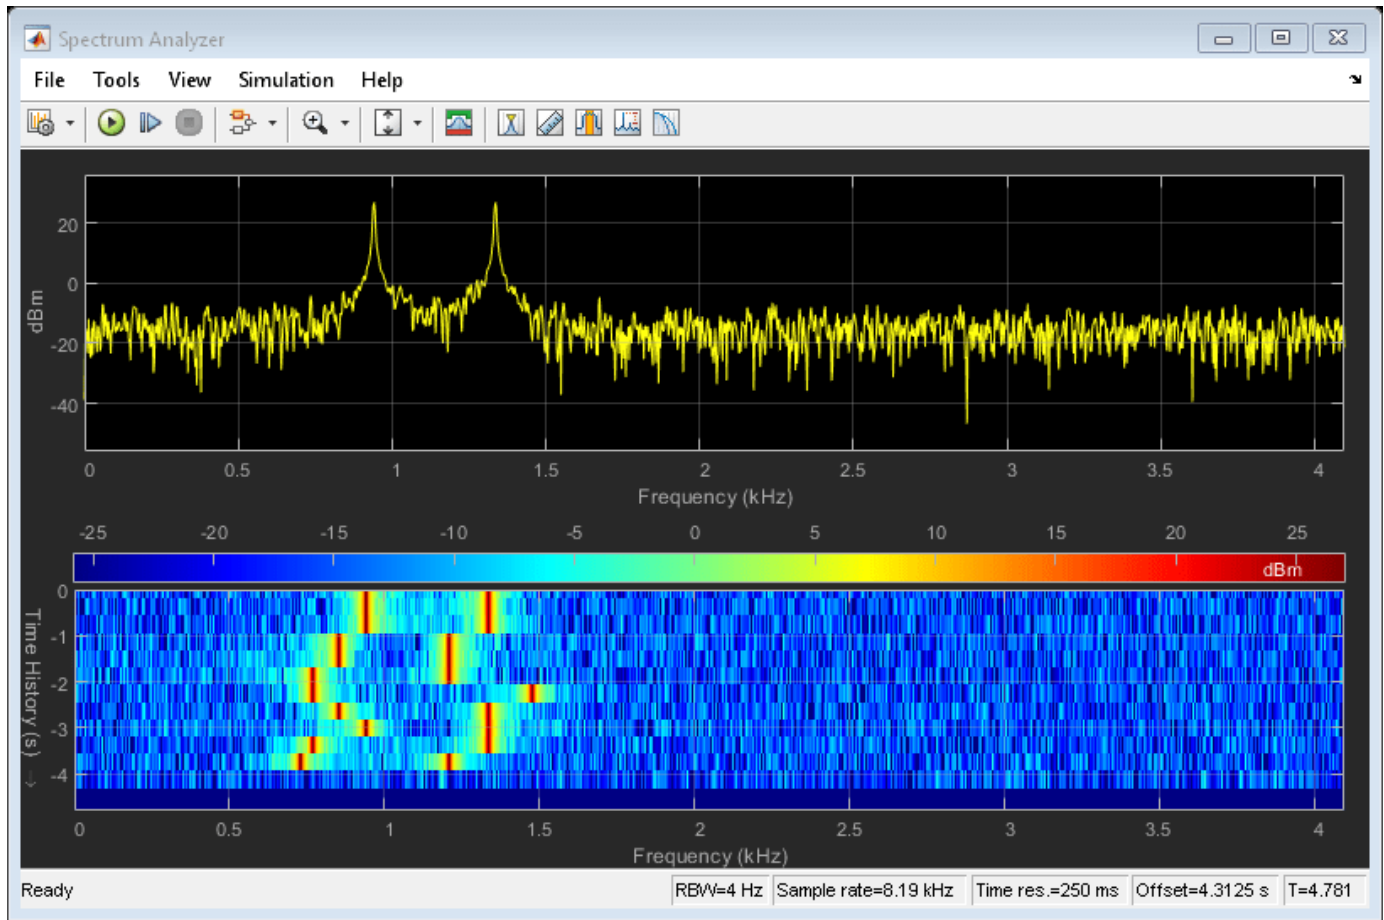 Spectrum Analyzer
File Tools View Simulation Help
20
0
-20
-40
dBm
0 0.5 1 1.5 2 2.5 3 3.5 4
Frequency (kHz)
-25 -20 -15 -10 -5 0 5 10 15 20 25
dBm
0
-1
-2
-3
-4
Time History (s) →
0 0.5 1 1.5 2 2.5 3 3.5 4
Frequency (kHz)
Ready RBW=4 Hz Sample rate=8.19 kHz Time res.=250 ms Offset=4.3125 s T=4.781